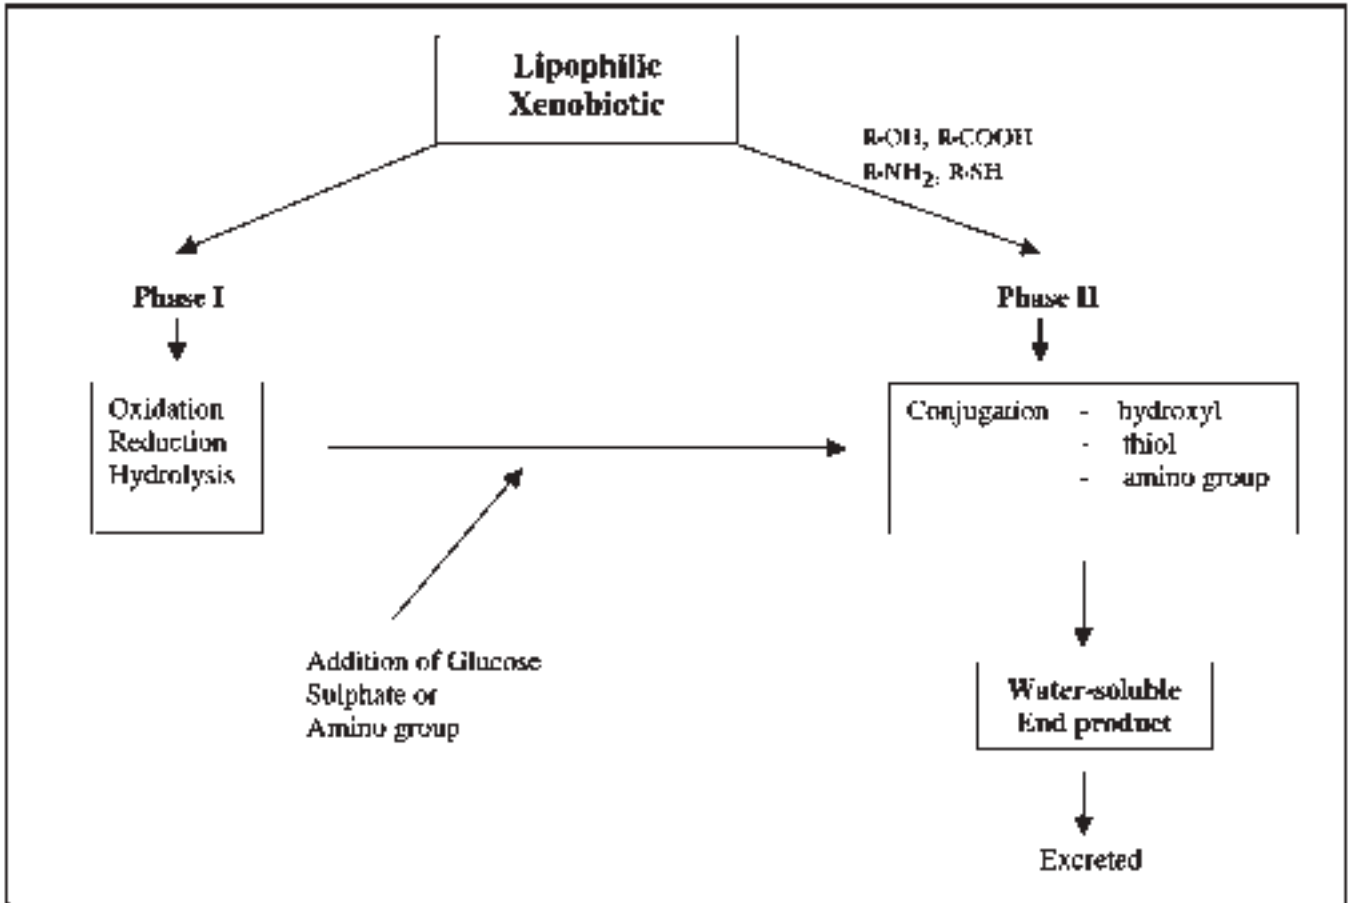 Lipophilic
Xenobiotic
R-OH, R-COOH
R-NH2, R-SH
Phase I
Phase II
Oxidation
Reduction
Hydrolysis
Conjugation - hydroxyl
- thiol
- amino group
Addition of Glucose
Sulphate or
Amino group
Water-soluble
End product
Excreted